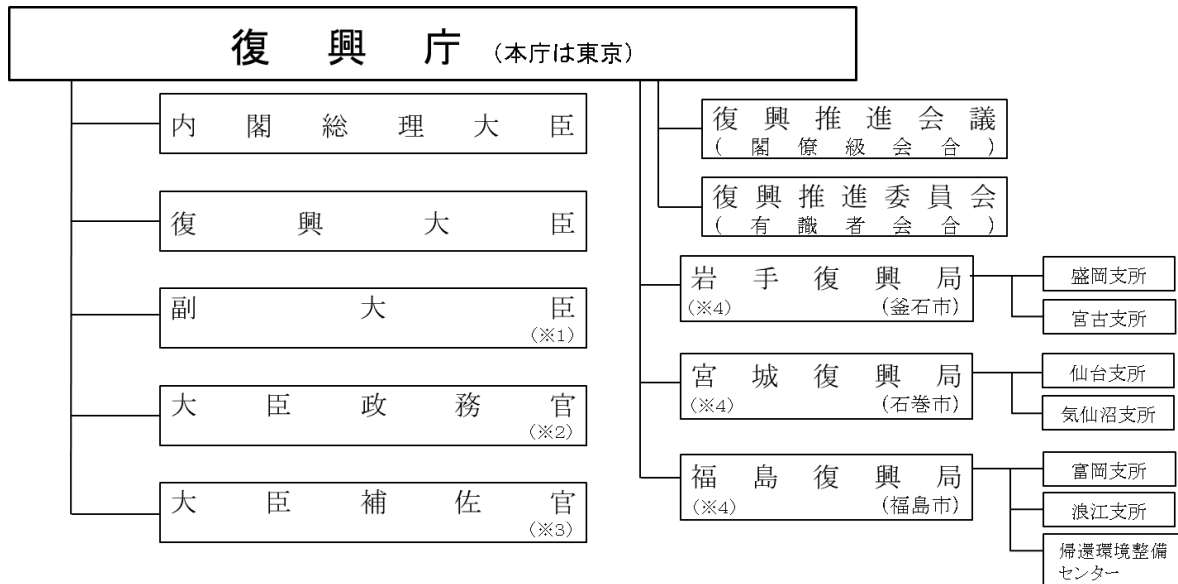 復興庁 (本庁は東京)
内閣総理大臣
復興大臣
副大臣
(※1)
大臣政務官
(※2)
大臣補佐官
(※3)
復興推進会議
(閣僚級会合)
復興推進委員会
(有識者会合)
岩手復興局
(※4) (釜石市)
盛岡支所
宮古支所
宮城復興局
(※4) (石巻市)
仙台支所
気仙沼支所
福島復興局
(※4) (福島市)
富岡支所
浪江支所
帰還環境整備
センター